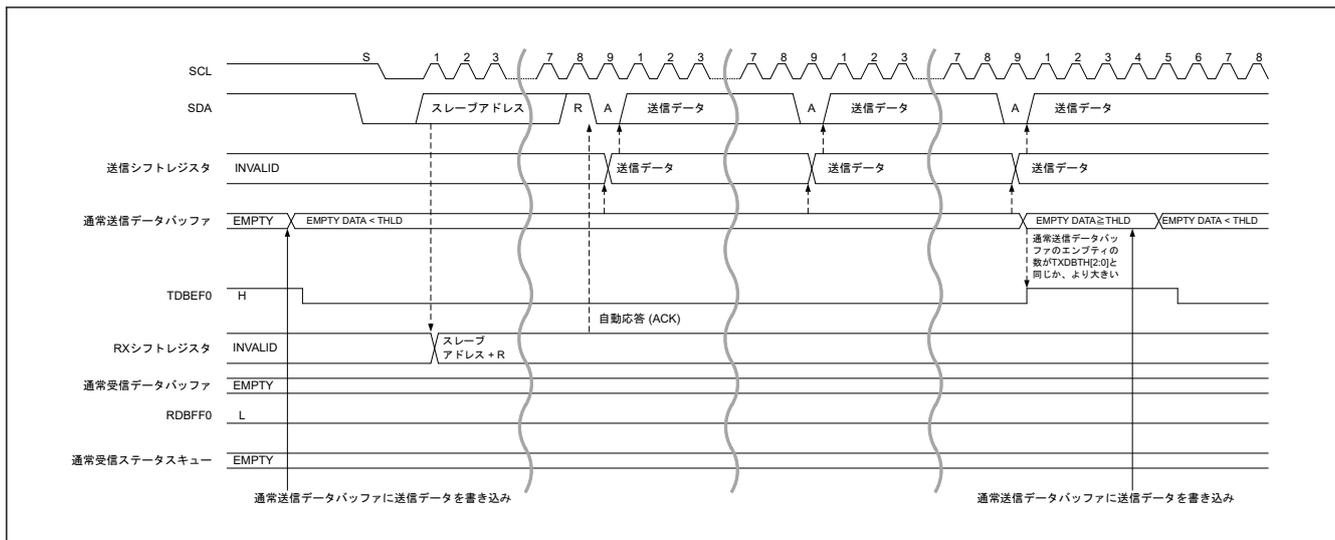 S 1 2 3 7 8 9 1 2 3 7 8 9 1 2 3 7 8 9 1 2 3 4 5 6 7 8
SCL
SDA スレーブアドレス R A 送信データ A 送信データ A 送信データ
送信シフトレジスタ INVALID 送信データ 送信データ 送信データ
通常送信データバッファ EMPTY EMPTY DATA < THLD EMPTY DATA≧THLD EMPTY DATA < THLD
通常送信データバッ
ファのエンプティの
数がTXDBTH[2:0]と
同じか、より大きい
TDBEF0 H
自動応答 (ACK)
RXシフトレジスタ INVALID スレーブ
アドレス + R
通常受信データバッファ EMPTY
RDBFF0 L
通常受信ステータスキュー EMPTY
通常送信データバッファに送信データを書き込み 通常送信データバッファに送信データを書き込み